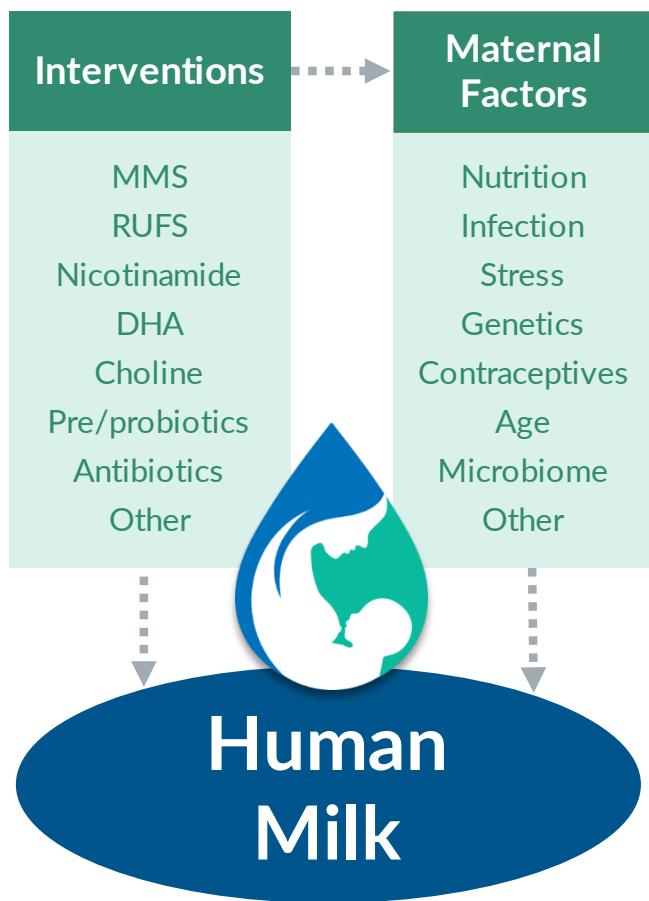 Interventions
MMS
RUFS
Nicotinamide
DHA
Choline
Pre/probiotics
Antibiotics
Other
Maternal
Factors
Nutrition
Infection
Stress
Genetics
Contraceptives
Age
Microbiome
Other
Human
Milk